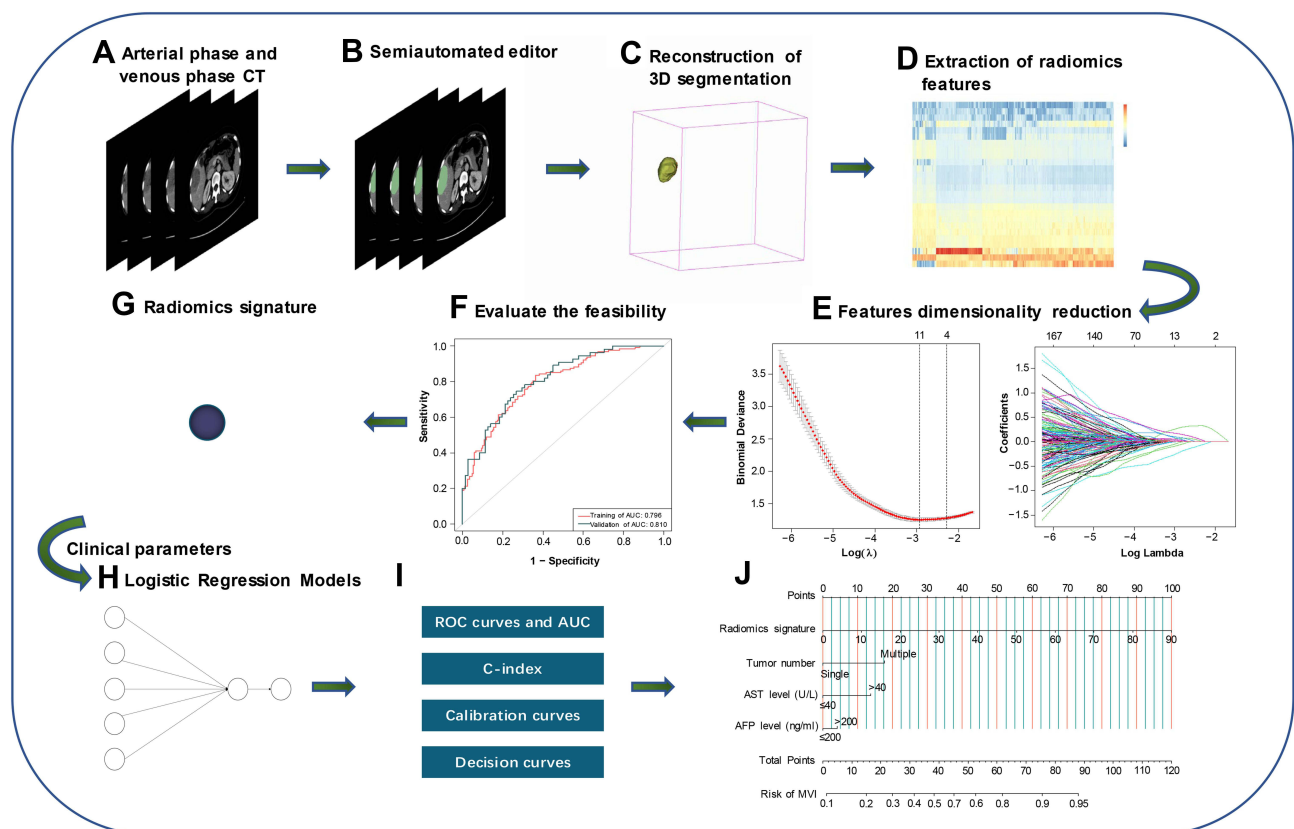 A Arterial phase and
venous phase CT
B Semiautomated editor
C Reconstruction of
3D segmentation
D Extraction of radiomics
features
G Radiomics signature
F Evaluate the feasibility
1.0
0.8
0.6
0.4
0.2
0.0
Sensitivity
Training of AUC: 0.796
Validation of AUC: 0.810
0.0 0.2 0.4 0.6 0.8 1.0
1 − Specificity
E Features dimensionality reduction
11 4
3.5
3.0
2.5
2.0
1.5
Binomial Deviance
−6 −5 −4 −3 −2
Log(λ)
167 140 70 13 2
1.5
1.0
0.5
0.0
−0.5
−1.0
−1.5
Coefficients
−6 −5 −4 −3 −2
Log Lambda
Clinical parameters
H Logistic Regression Models
I
ROC curves and AUC
C-index
Calibration curves
Decision curves
J
Points
0 10 20 30 40 50 60 70 80 90 100
Radiomics signature
0 10 20 30 40 50 60 70 80 90
Tumor number
Multiple
Single
AST level (U/L)
>40
≤40
AFP level (ng/ml)
>200
≤200
Total Points
0 10 20 30 40 50 60 70 80 90 100 110 120
Risk of MVI
0.1 0.2 0.3 0.4 0.5 0.7 0.6 0.8 0.9 0.95